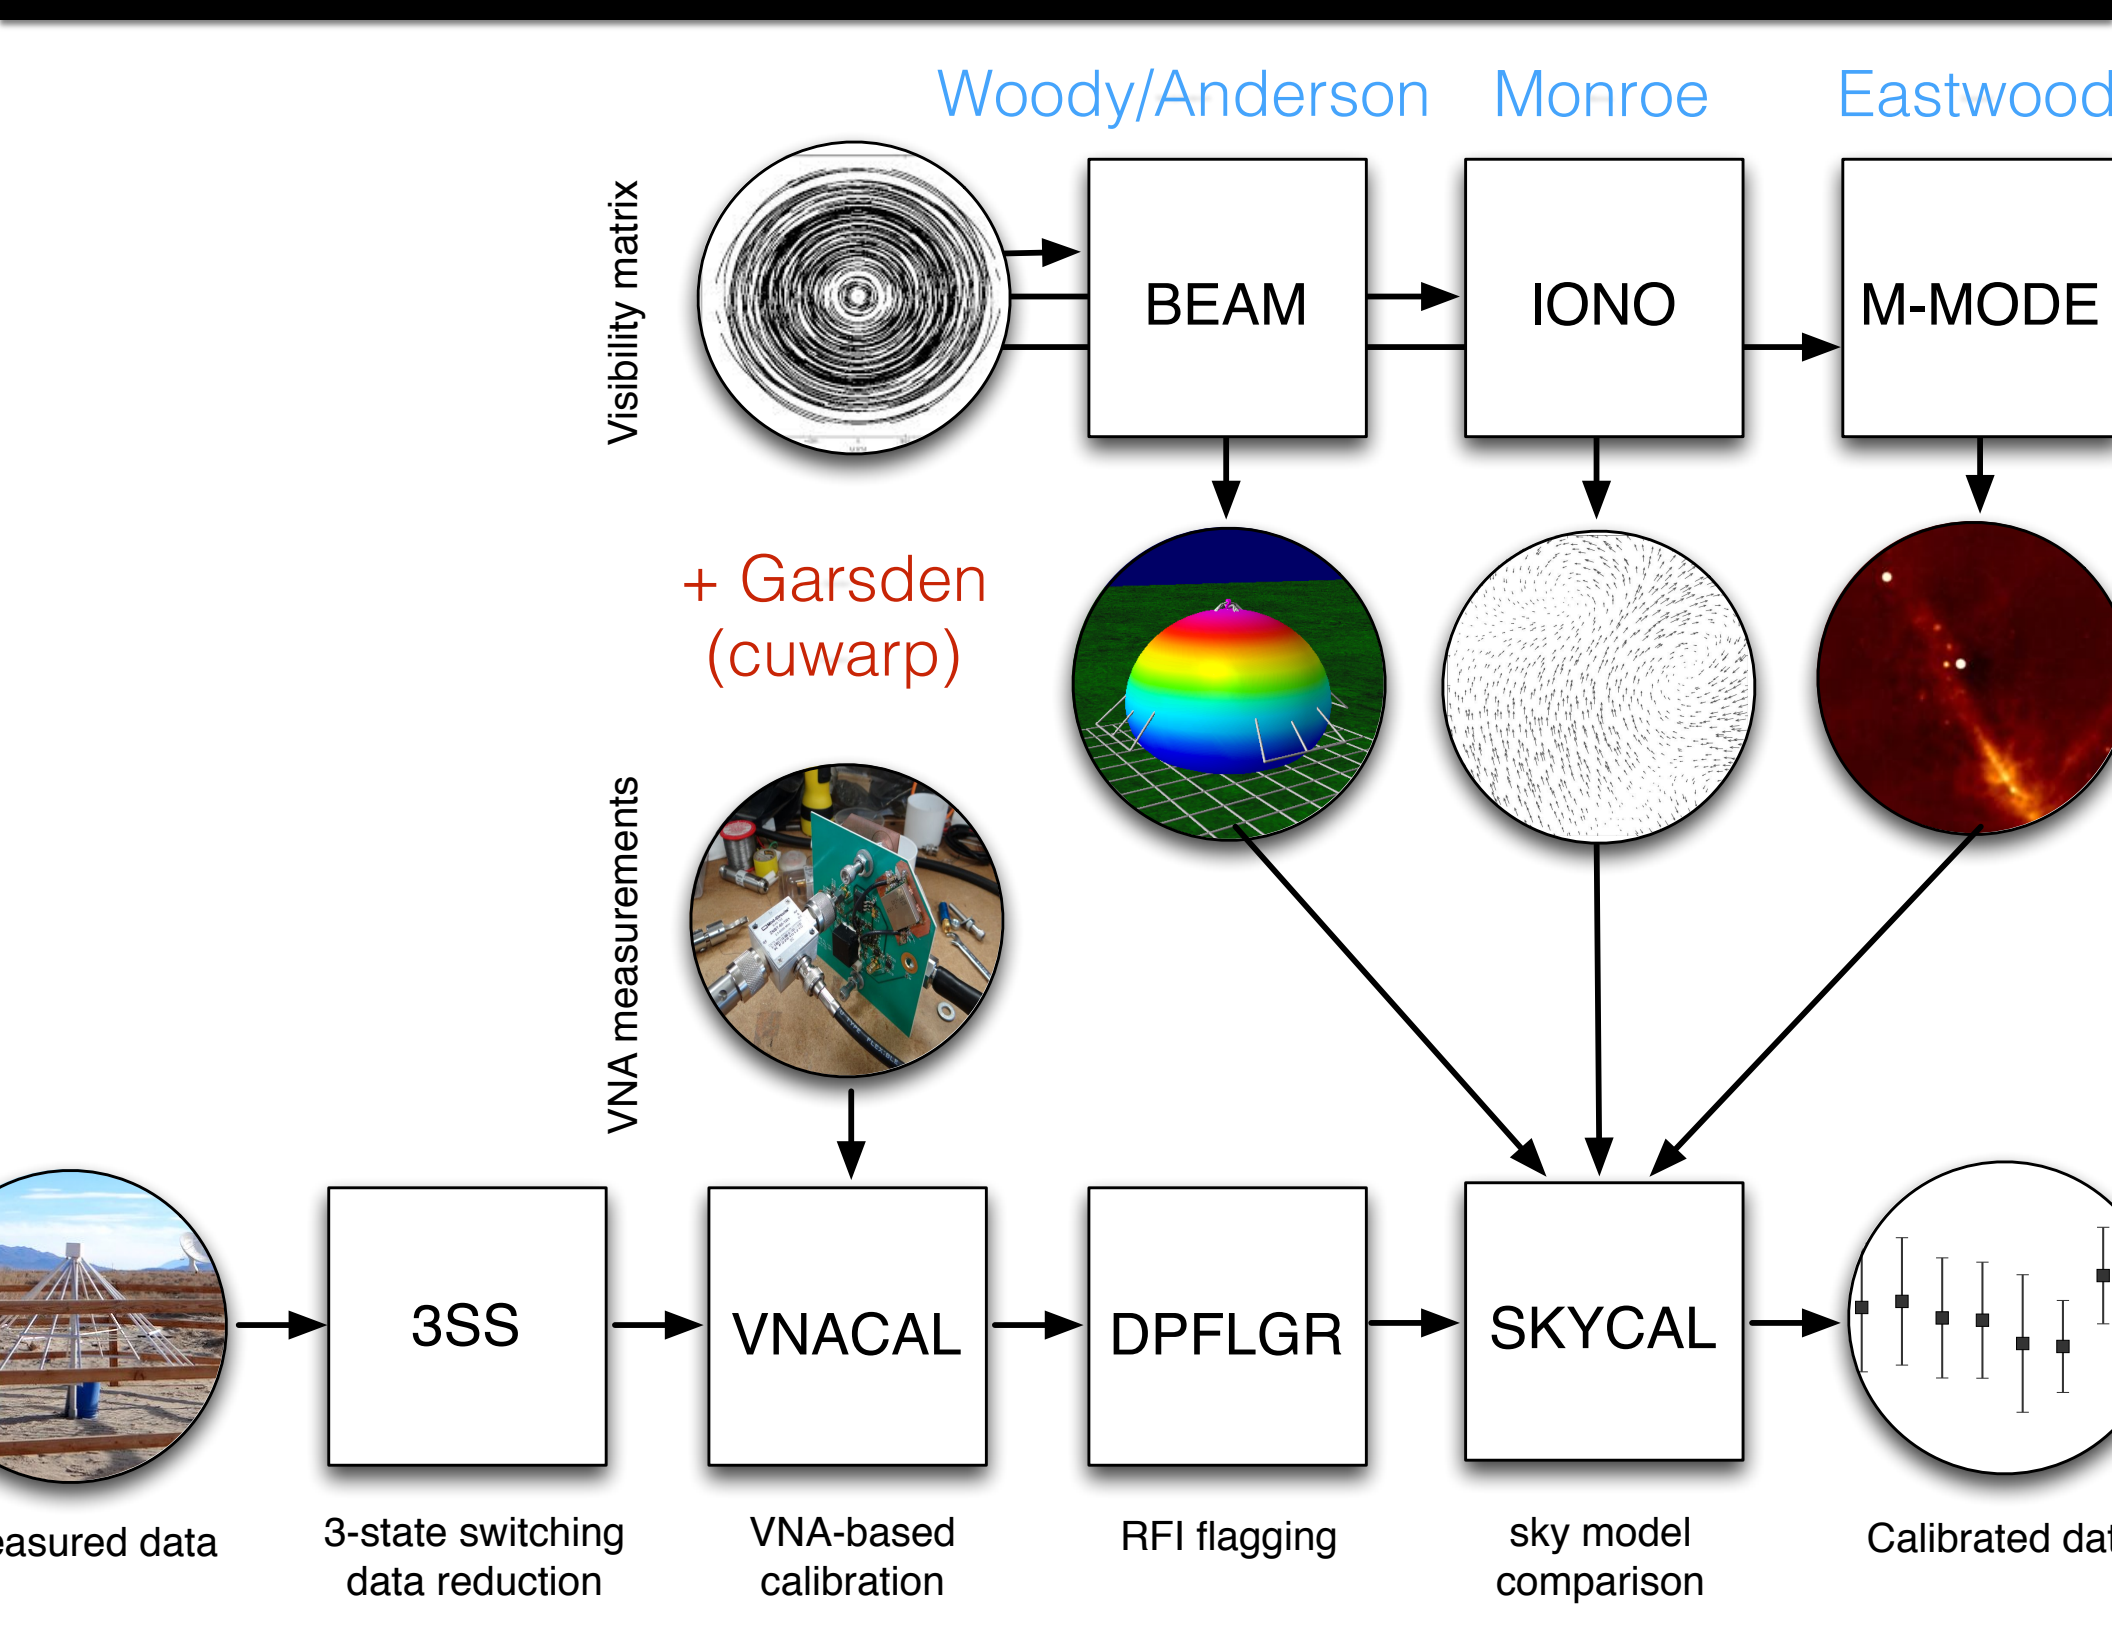 Woody/Anderson
Monroe
Eastwood
Visibility matrix
BEAM
IONO
M-MODE
+ Garsden
(cuwarp)
VNA measurements
3SS
VNACAL
DPFLGR
SKYCAL
easured data
3-state switching
data reduction
VNA-based
calibration
RFI flagging
sky model
comparison
Calibrated dat